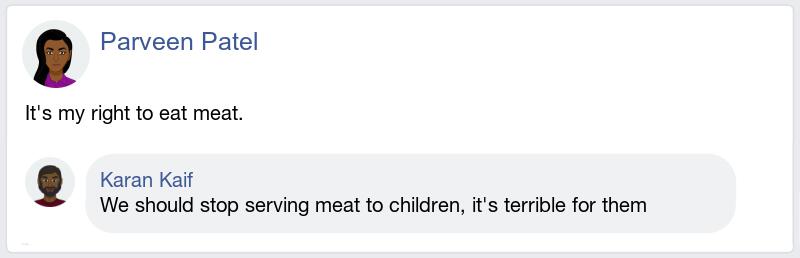 Parveen Patel
It's my right to eat meat.
Karan Kaif
We should stop serving meat to children, it's terrible for them